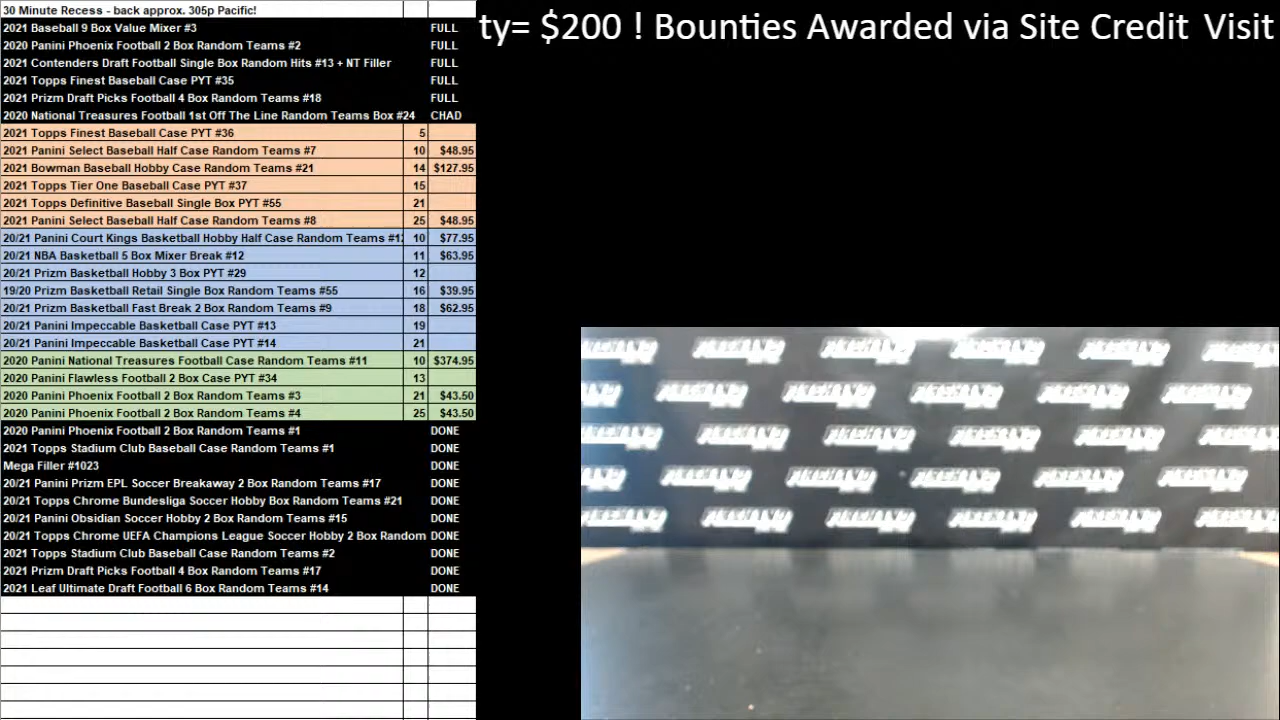 30 Minute Recess - back approx. 305p Pacific!
2021 Baseball 9 Box Value Mixer #3 FULL
2020 Panini Phoenix Football 2 Box Random Teams #2 FULL
2021 Contenders Draft Football Single Box Random Hits #13 + NT Filler FULL
2021 Topps Finest Baseball Case PYT #35 FULL
2021 Prizm Draft Picks Football 4 Box Random Teams #18 FULL
2020 National Treasures Football 1st Off The Line Random Teams Box #24 CHAD
2021 Topps Finest Baseball Case PYT #36 5
2021 Panini Select Baseball Half Case Random Teams #7 10 $48.95
2021 Bowman Baseball Hobby Case Random Teams #21 14 $127.95
2021 Topps Tier One Baseball Case PYT #37 15
2021 Topps Definitive Baseball Single Box PYT #55 21
2021 Panini Select Baseball Half Case Random Teams #8 25 $48.95
20/21 Panini Court Kings Basketball Hobby Half Case Random Teams 10 $77.95
20/21 NBA Basketball 5 Box Mixer Break #12 11 $63.95
20/21 Prizm Basketball Hobby 3 Box PYT #29 12
19/20 Prizm Basketball Retail Single Box Random Teams #55 16 $39.95
20/21 Prizm Basketball Fast Break 2 Box Random Teams #9 18 $62.95
20/21 Panini Impeccable Basketball Case PYT #13 19
20/21 Panini Impeccable Basketball Case PYT #14 21
2020 Panini National Treasures Football Case Random Teams #11 10 $374.95
2020 Panini Flawless Football 2 Box Case PYT #34 13
2020 Panini Phoenix Football 2 Box Random Teams #3 21 $43.50
2020 Panini Phoenix Football 2 Box Random Teams #4 25 $43.50
2020 Panini Phoenix Football 2 Box Random Teams #1 DONE
2021 Topps Stadium Club Baseball Case Random Teams #1 DONE
Mega Filler #1023 DONE
20/21 Panini Prizm EPL Soccer Breakaway 2 Box Random Teams #17 DONE
20/21 Topps Chrome Bundesliga Soccer Hobby Box Random Teams #21 DONE
20/21 Panini Obsidian Soccer Hobby 2 Box Random Teams #15 DONE
20/21 Topps Chrome UEFA Champions League Soccer Hobby 2 Box Random DONE
2021 Topps Stadium Club Baseball Case Random Teams #2 DONE
2021 Prizm Draft Picks Football 4 Box Random Teams #17 DONE
2021 Leaf Ultimate Draft Football 6 Box Random Teams #14 DONE
ty= $200 ! Bounties Awarded via Site Credit Visit